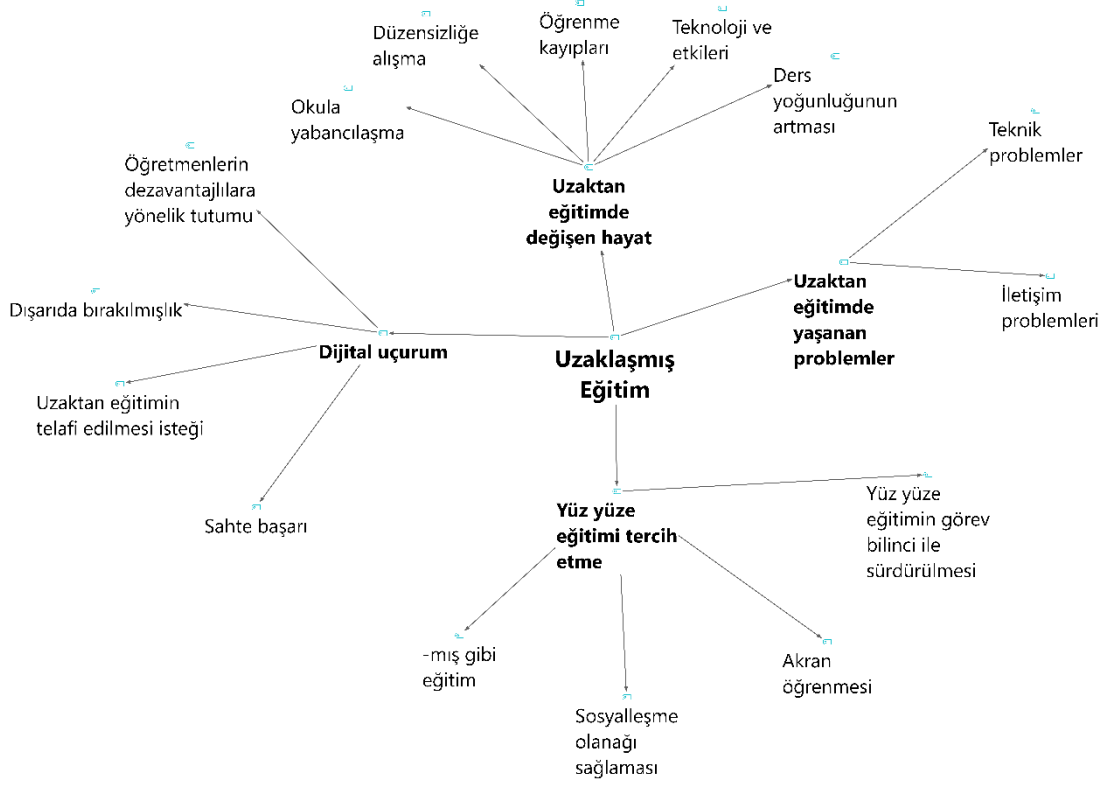 Düzensizliğe
alışma
Öğrenme
kayıpları
Teknoloji ve
etkileri
Ders
yoğunluğunun
artması
Okula
yabancılaşma
Teknik
problemler
Öğretmenlerin
dezavantajlılara
yönelik tutumu
Uzaktan
eğitimde
değişen hayat
Uzaktan
eğitimde
yaşanan
problemler
İletişim
problemleri
Dışarıda bırakılmışlık
Dijital uçurum
Uzaklaşmış
Eğitim
Uzaktan eğitimin
telafi edilmesi isteği
Sahte başarı
Yüz yüze
eğitimi tercih
etme
Yüz yüze
eğitimin görev
bilinci ile
sürdürülmesi
-mış gibi
eğitim
Akran
öğrenmesi
Sosyalleşme
olanağı
sağlaması